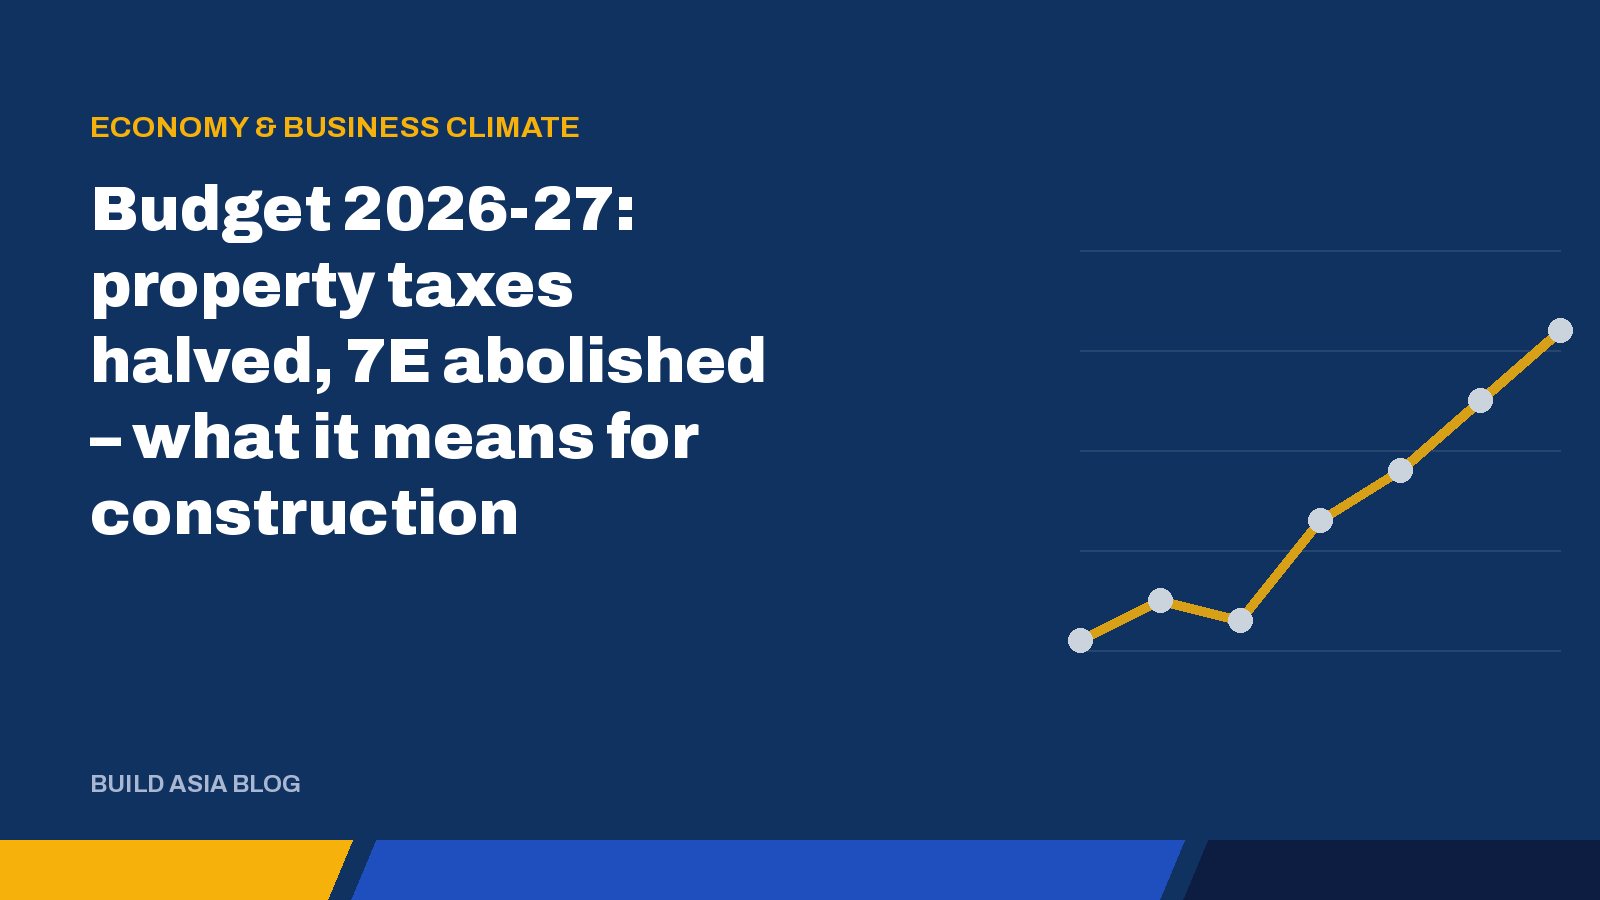 ECONOMY & BUSINESS CLIMATE
Budget 2026-27:
property taxes
halved, 7E abolished
– what it means for
construction
BUILD ASIA BLOG